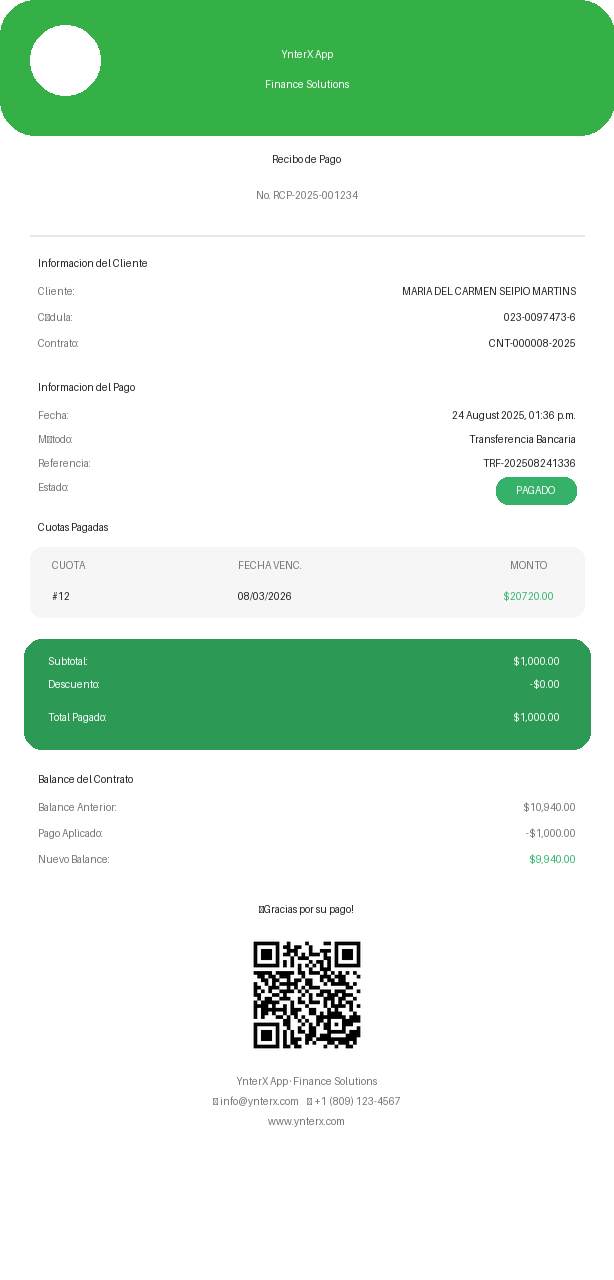 YnterX App
Finance Solutions
Recibo de Pago
No: RCP-2025-001234
Informacion del Cliente
Cliente: MARIA DEL CARMEN SEIPIO MARTINS
C▯dula: 023-0097473-6
Contrato: CNT-000008-2025
Informacion del Pago
Fecha: 24 August 2025, 01:36 p.m.
M▯todo: Transferencia Bancaria
Referencia: TRF-202508241336
Estado: PAGADO
Cuotas Pagadas
CUOTA FECHA VENC. MONTO
#12 08/03/2026 $20720.00
Subtotal: $1,000.00
Descuento: -$0.00
Total Pagado: $1,000.00
Balance del Contrato
Balance Anterior: $10,940.00
Pago Aplicado: -$1,000.00
Nuevo Balance: $9,940.00
▯Gracias por su pago!
YnterX App · Finance Solutions
▯ info@ynterx.com ▯ +1 (809) 123-4567
www.ynterx.com